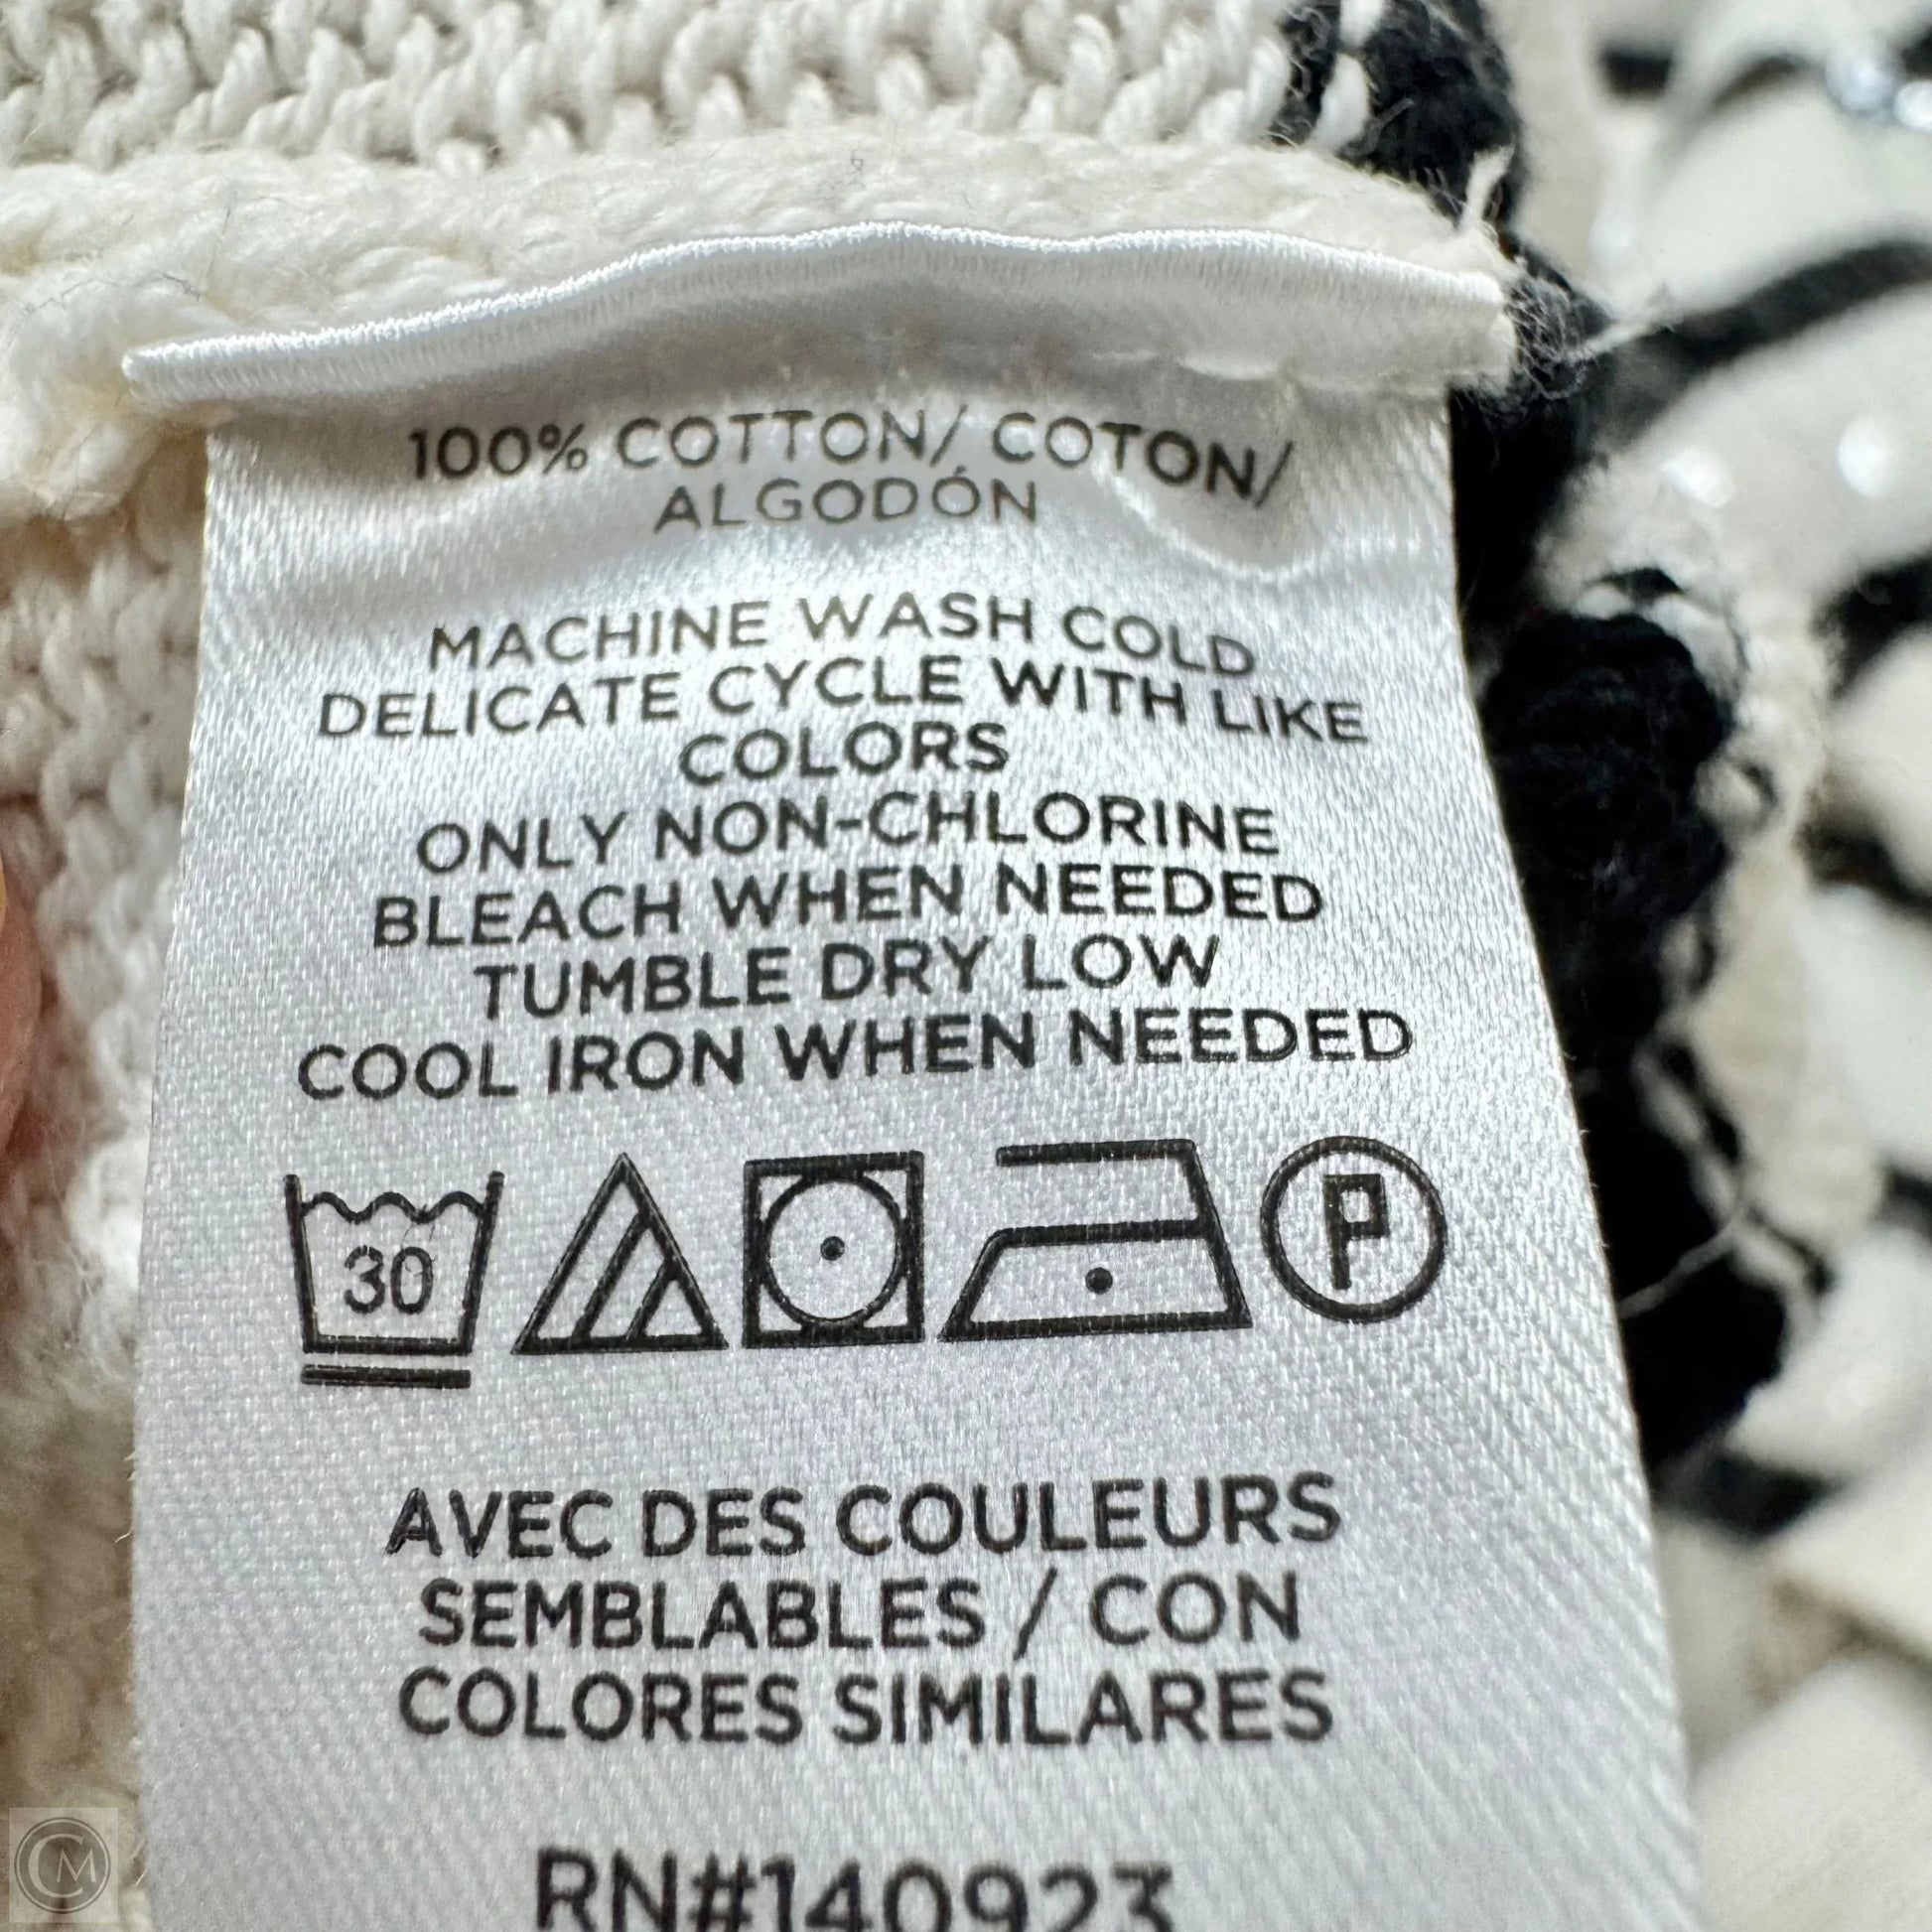 100% COTTON/ COTON/
ALGODÓN
MACHINE WASH COLD
DELICATE CYCLE WITH LIKE
COLORS
ONLY NON-CHLORINE
BLEACH WHEN NEEDED
TUMBLE DRY LOW
COOL IRON WHEN NEEDED
30 P
AVEC DES COULEURS
SEMBLABLES / CON
COLORES SIMILARES
RN#140923
CM